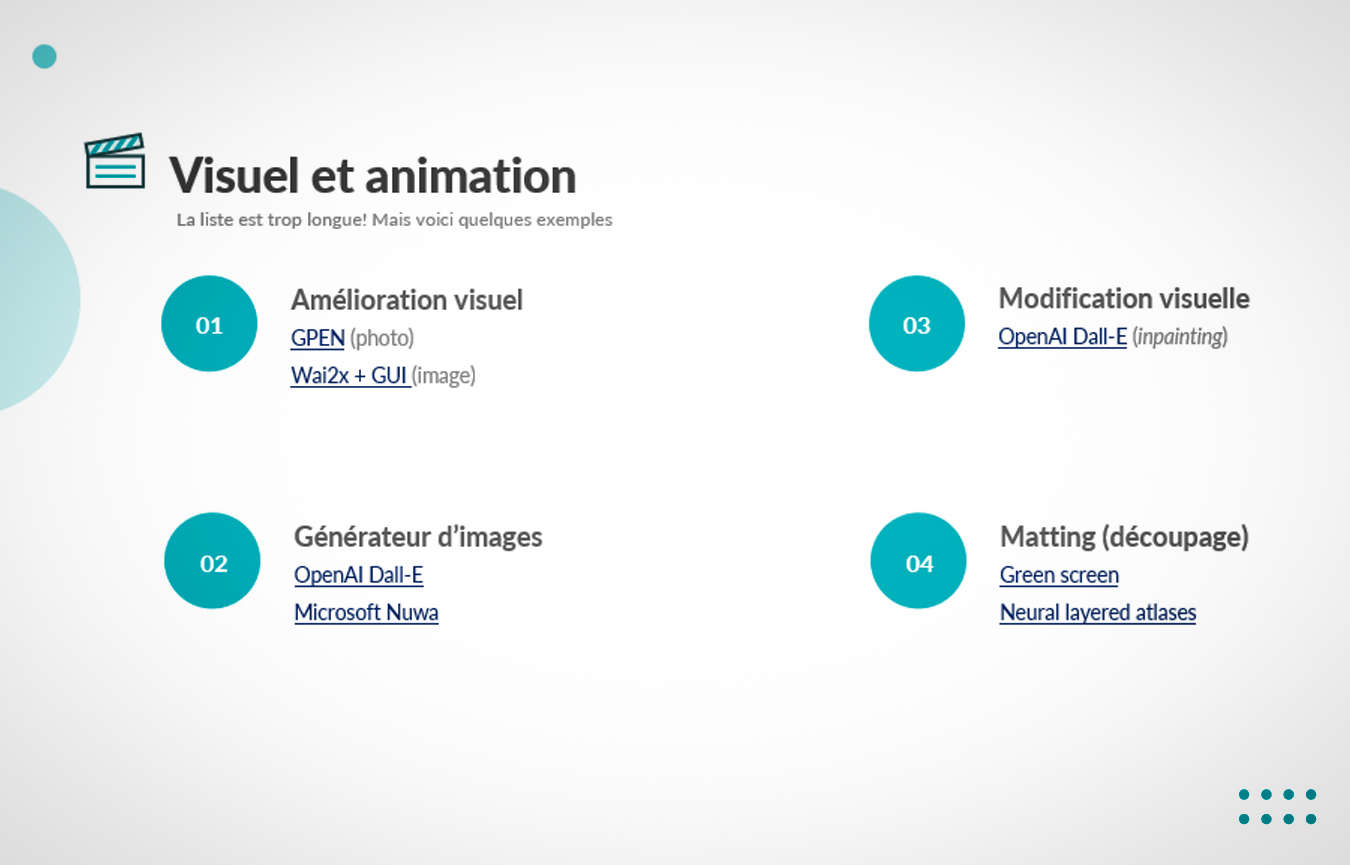 Visuel et animation
La liste est trop longue! Mais voici quelques exemples
01
Amélioration visuel
GPEN (photo)
Wai2x + GUI (image)
02
Générateur d’images
OpenAI Dall-E
Microsoft Nuwa
03
Modification visuelle
OpenAI Dall-E (inpainting)
04
Matting (découpage)
Green screen
Neural layered atlases